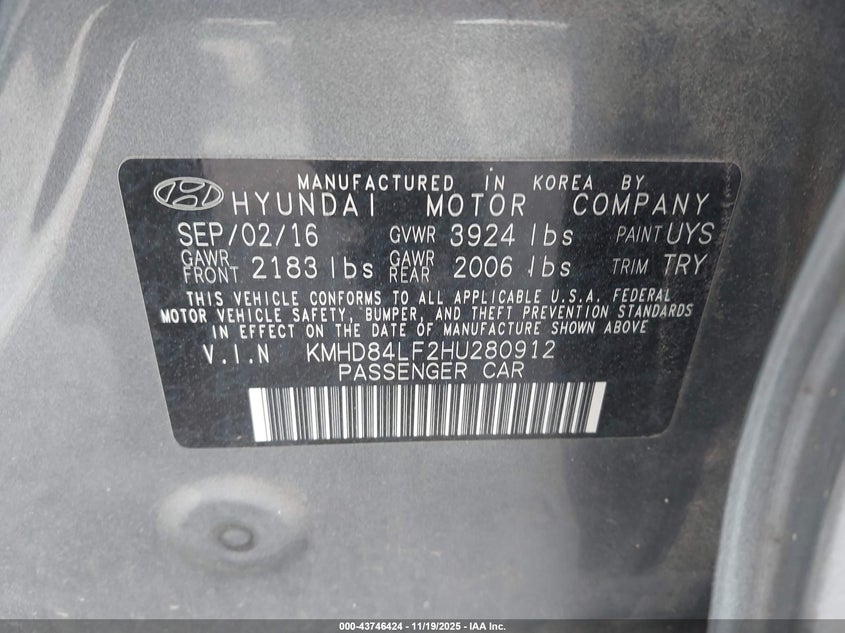 MANUFACTURED IN KOREA BY
HYUNDAI MOTOR COMPANY
SEP/02/16 GVWR 3924 lbs PAINT UYS
GAWR FRONT 2183 lbs GAWR REAR 2006 lbs TRIM TRY
THIS VEHICLE CONFORMS TO ALL APPLICABLE U.S.A. FEDERAL
MOTOR VEHICLE SAFETY, BUMPER, AND THEFT PREVENTION STANDARDS
IN EFFECT ON THE DATE OF MANUFACTURE SHOWN ABOVE
V.I.N KMHD84LF2HU280912
PASSENGER CAR
000-43746424 - 11/19/2025 - IAA Inc.